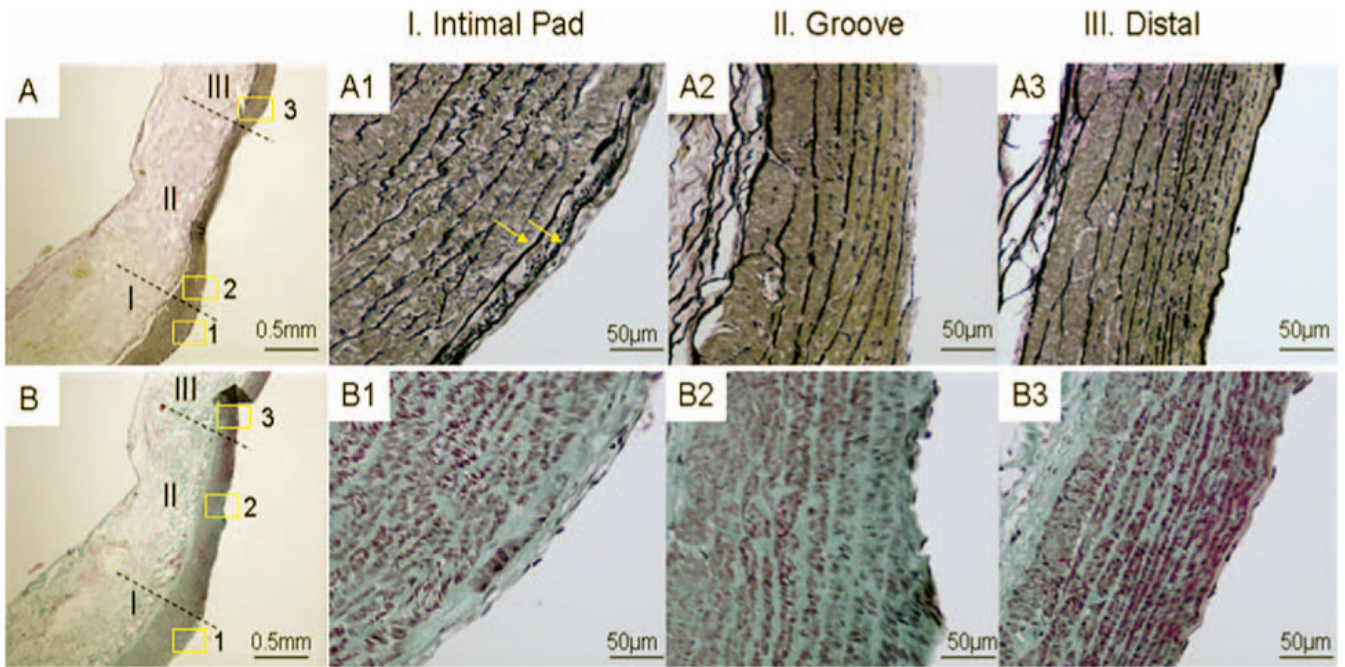 I. Intimal Pad II. Groove III. Distal
A III 3 II I 2 1 0.5mm
A1 50μm
A2 50μm
A3 50μm
B III 3 II 2 I 1 0.5mm
B1 50μm
B2 50μm
B3 50μm